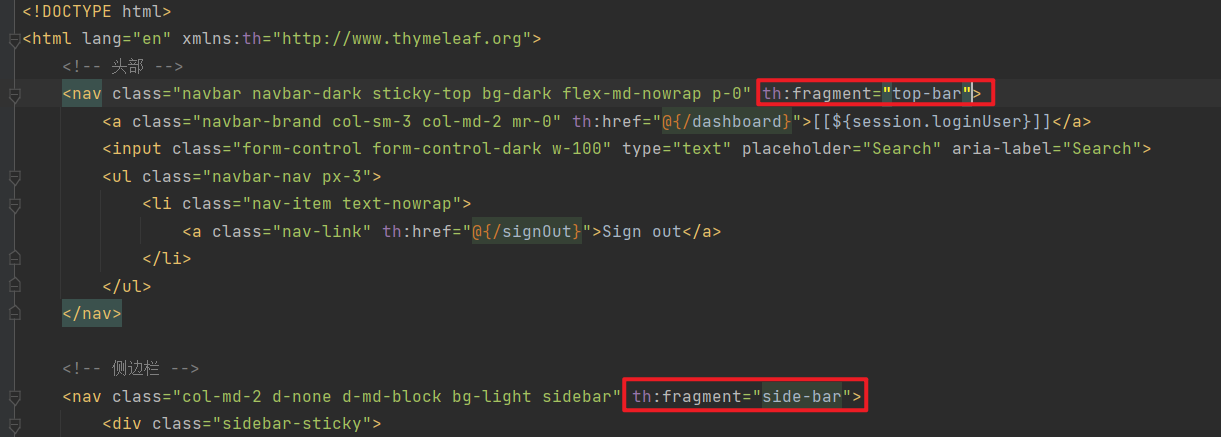 <!DOCTYPE html>
<html lang="en" xmlns:th="http://www.thymeleaf.org">
<!-- 头部 -->
<nav class="navbar navbar-dark sticky-top bg-dark flex-md-nowrap p-0" th:fragment="top-bar">
<a class="navbar-brand col-sm-3 col-md-2 mr-0" th:href="@{/dashboard}">[[${session.loginUser}]]</a>
<input class="form-control form-control-dark w-100" type="text" placeholder="Search" aria-label="Search">
<ul class="navbar-nav px-3">
<li class="nav-item text-nowrap">
<a class="nav-link" th:href="@{/signOut}">Sign out</a>
</li>
</ul>
</nav>
<!-- 侧边栏 -->
<nav class="col-md-2 d-none d-md-block bg-light sidebar" th:fragment="side-bar">
<div class="sidebar-sticky">